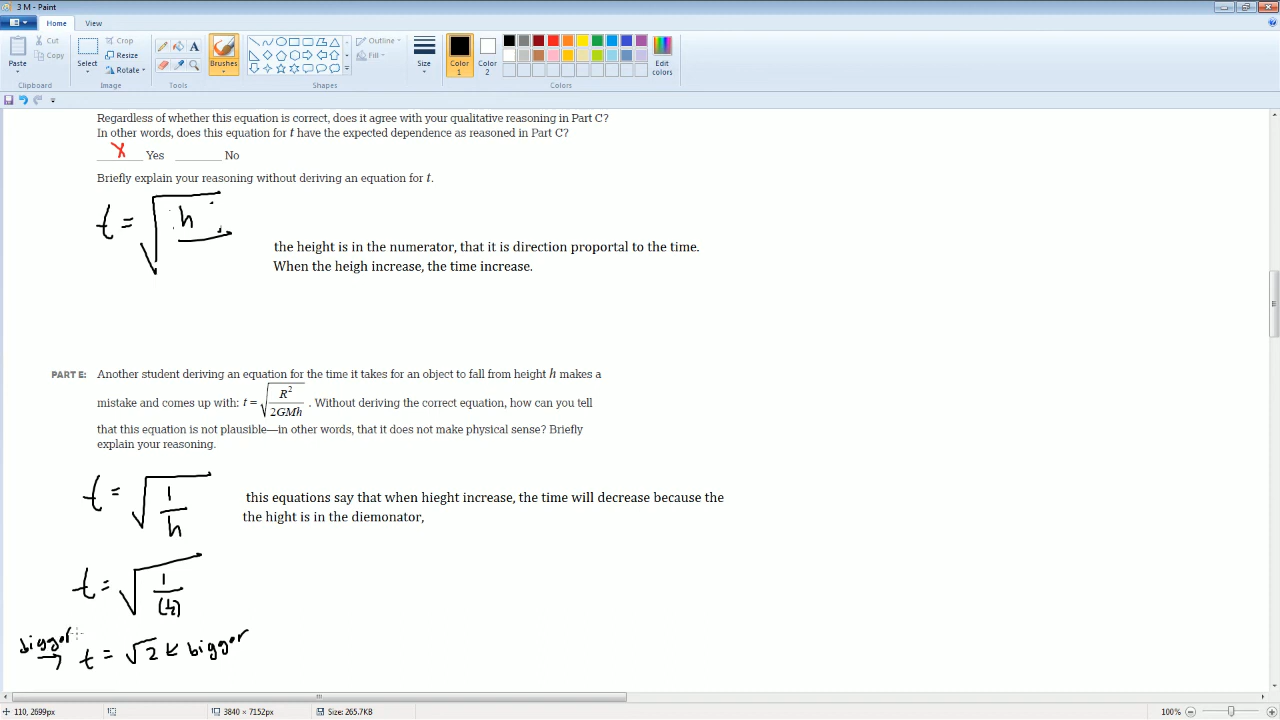 3 M - Paint
Home View
Paste
Cut
Copy
Clipboard
Select
Crop
Resize
Rotate
Image
A
Tools
Brushes
Shapes
Outline
Fill
Size
Color 1
Color 2
Edit colors
Colors
Regardless of whether this equation is correct, does it agree with your qualitative reasoning in Part C?
In other words, does this equation for t have the expected dependence as reasoned in Part C?
X Yes ______ No
Briefly explain your reasoning without deriving an equation for t.
t = √h
the height is in the numerator, that it is direction proportal to the time.
When the heigh increase, the time increase.
PART E: Another student deriving an equation for the time it takes for an object to fall from height h makes a
mistake and comes up with: t = √(R²/2GMh) . Without deriving the correct equation, how can you tell
that this equation is not plausible—in other words, that it does not make physical sense? Briefly
explain your reasoning.
t = √(1/h)
this equations say that when hieght increase, the time will decrease because the
the hight is in the diemonator,
t = √
bigger
t = √2 ← bigger
110, 2699px
3840 × 7152px
Size: 265.7KB
100%